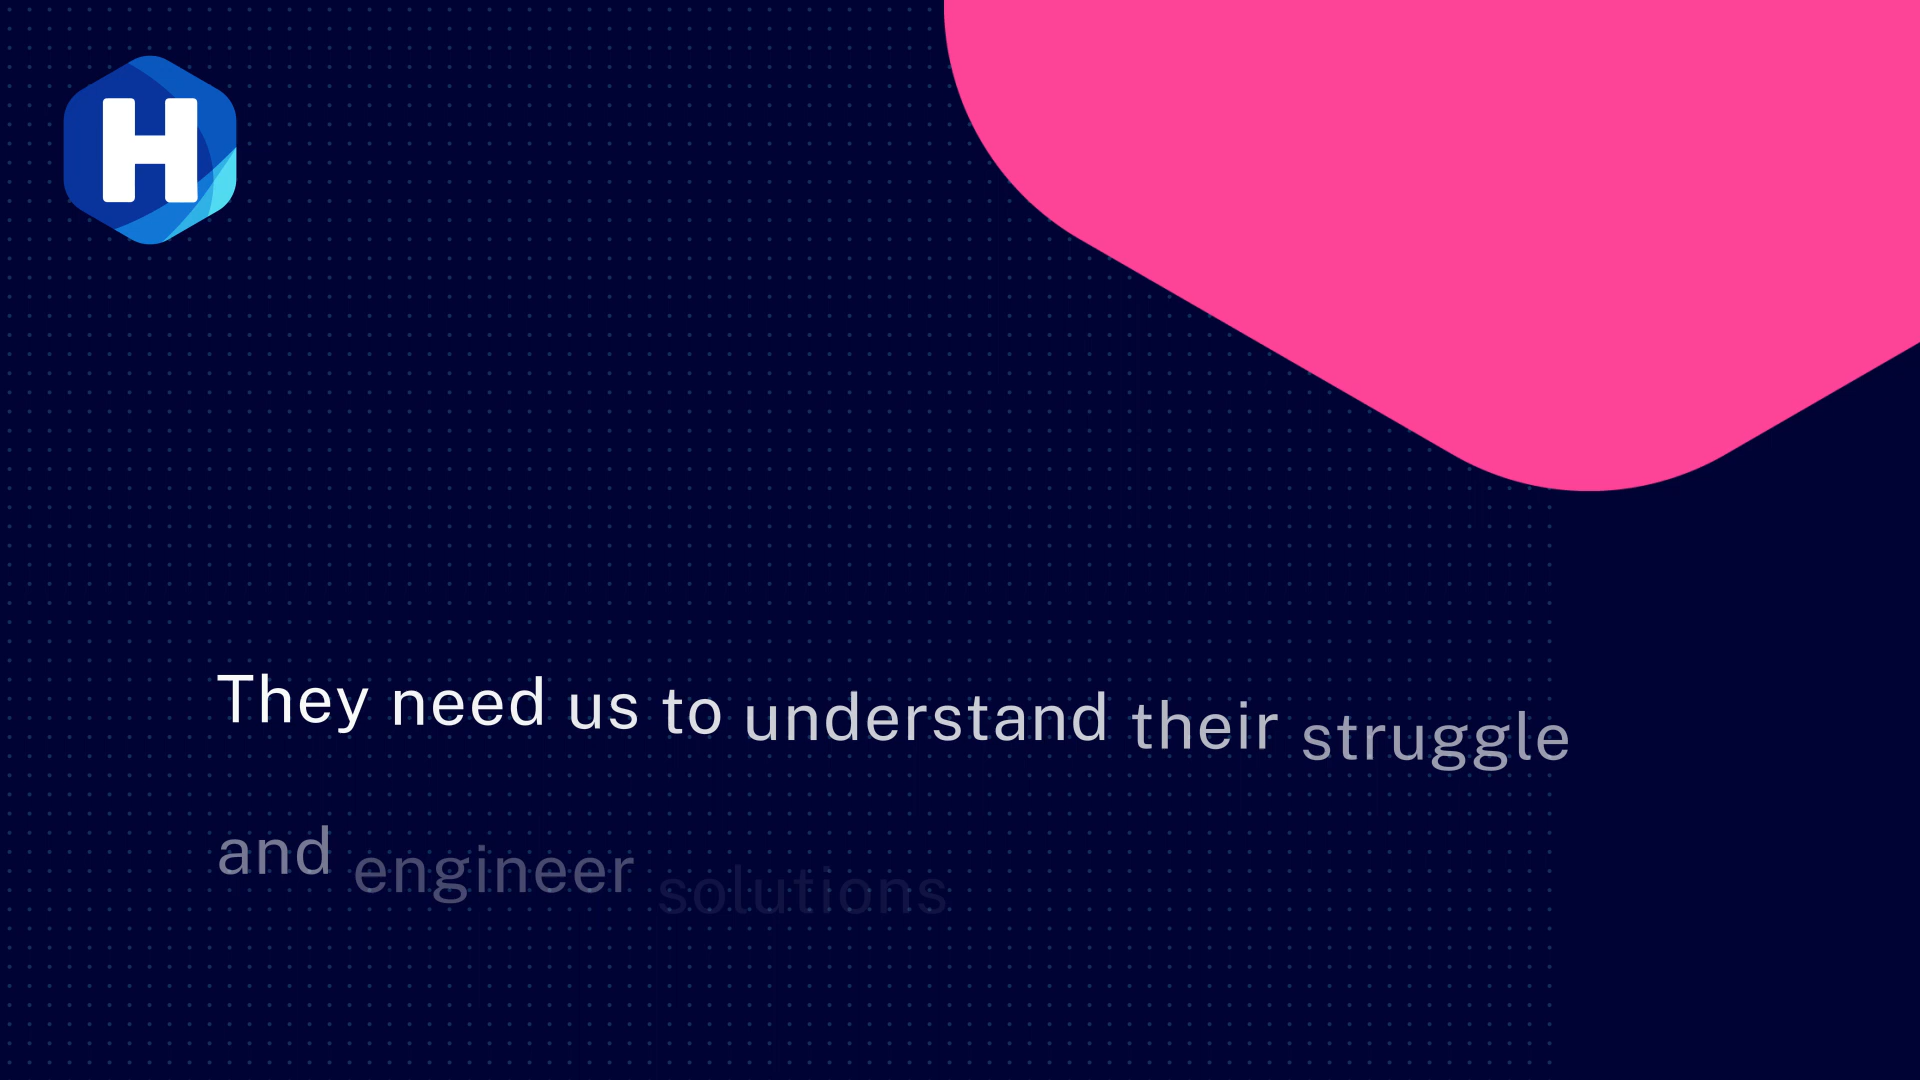 H
They need us to understand their struggle
and engineer solutions